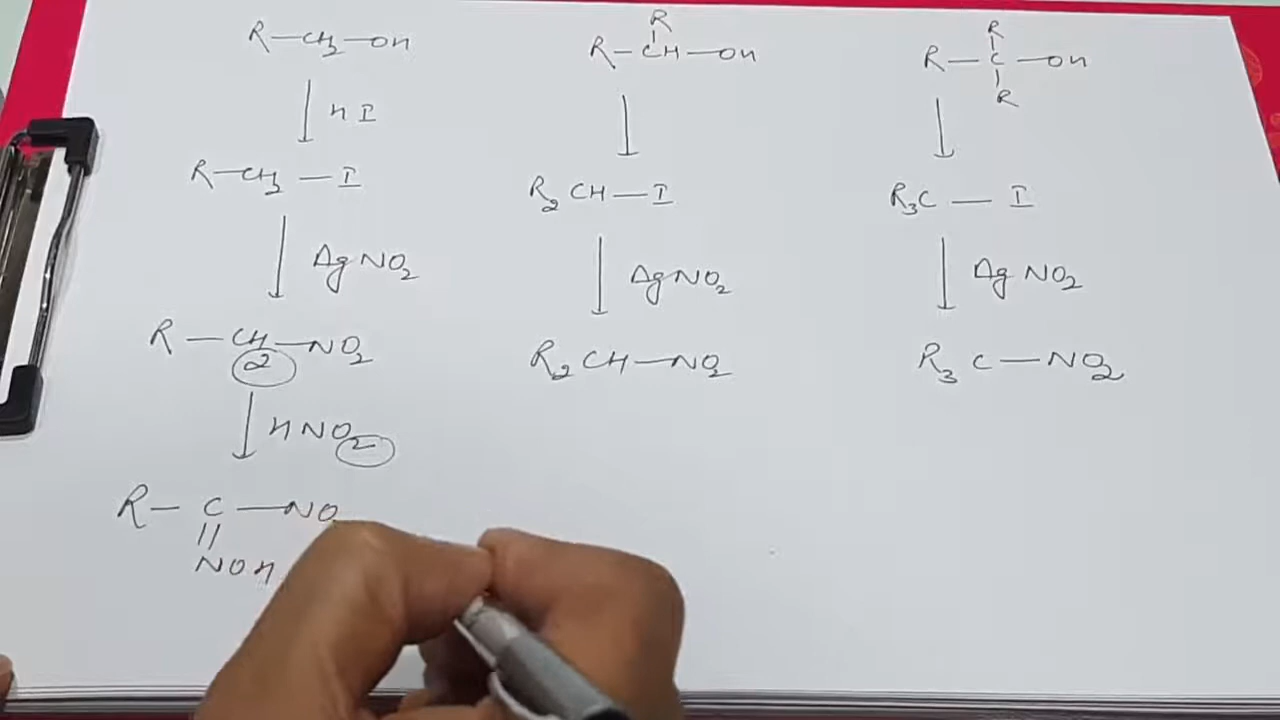 R
R
R—CH2—OH
R—CH—OH
R—C—OH
R
HI
R—CH2—I
R2CH—I
R3C—I
AgNO2
AgNO2
AgNO2
R—CH2—NO2
R2CH—NO2
R3C—NO2
HNO2
R—C—NO
NOH